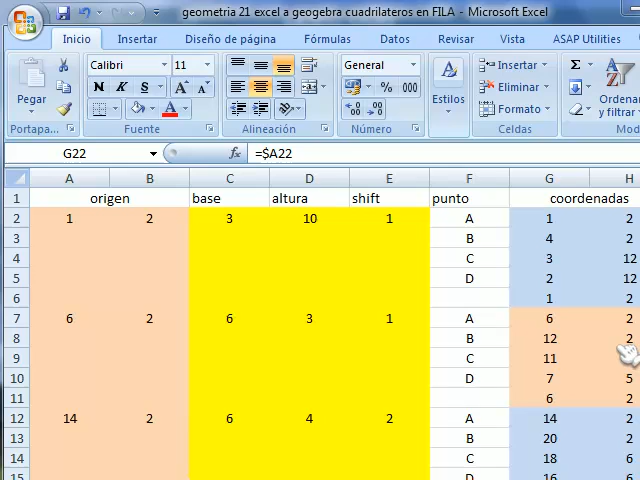 geometria 21 excel a geogebra cuadrilateros en FILA - Microsoft Excel
Inicio Insertar Diseño de página Fórmulas Datos Revisar Vista ASAP Utilities
Pegar Calibri 11 General Estilos Insertar Σ
N K S A A % 000 Eliminar Ordenar
A Formato y filtrar
Portapa... Fuente Alineación Número Celdas
G22 fx =$A22
A B C D E F G H
1 origen base altura shift punto coordenadas
2 1 2 3 10 1 A 1 2
3 B 4 2
4 C 3 12
5 D 2 12
6 1 2
7 6 2 6 3 1 A 6 2
8 B 12 2
9 C 11
10 D 7 5
11 6 2
12 14 2 6 4 2 A 14 2
13 B 20 2
14 C 18 6
15 D 16 6